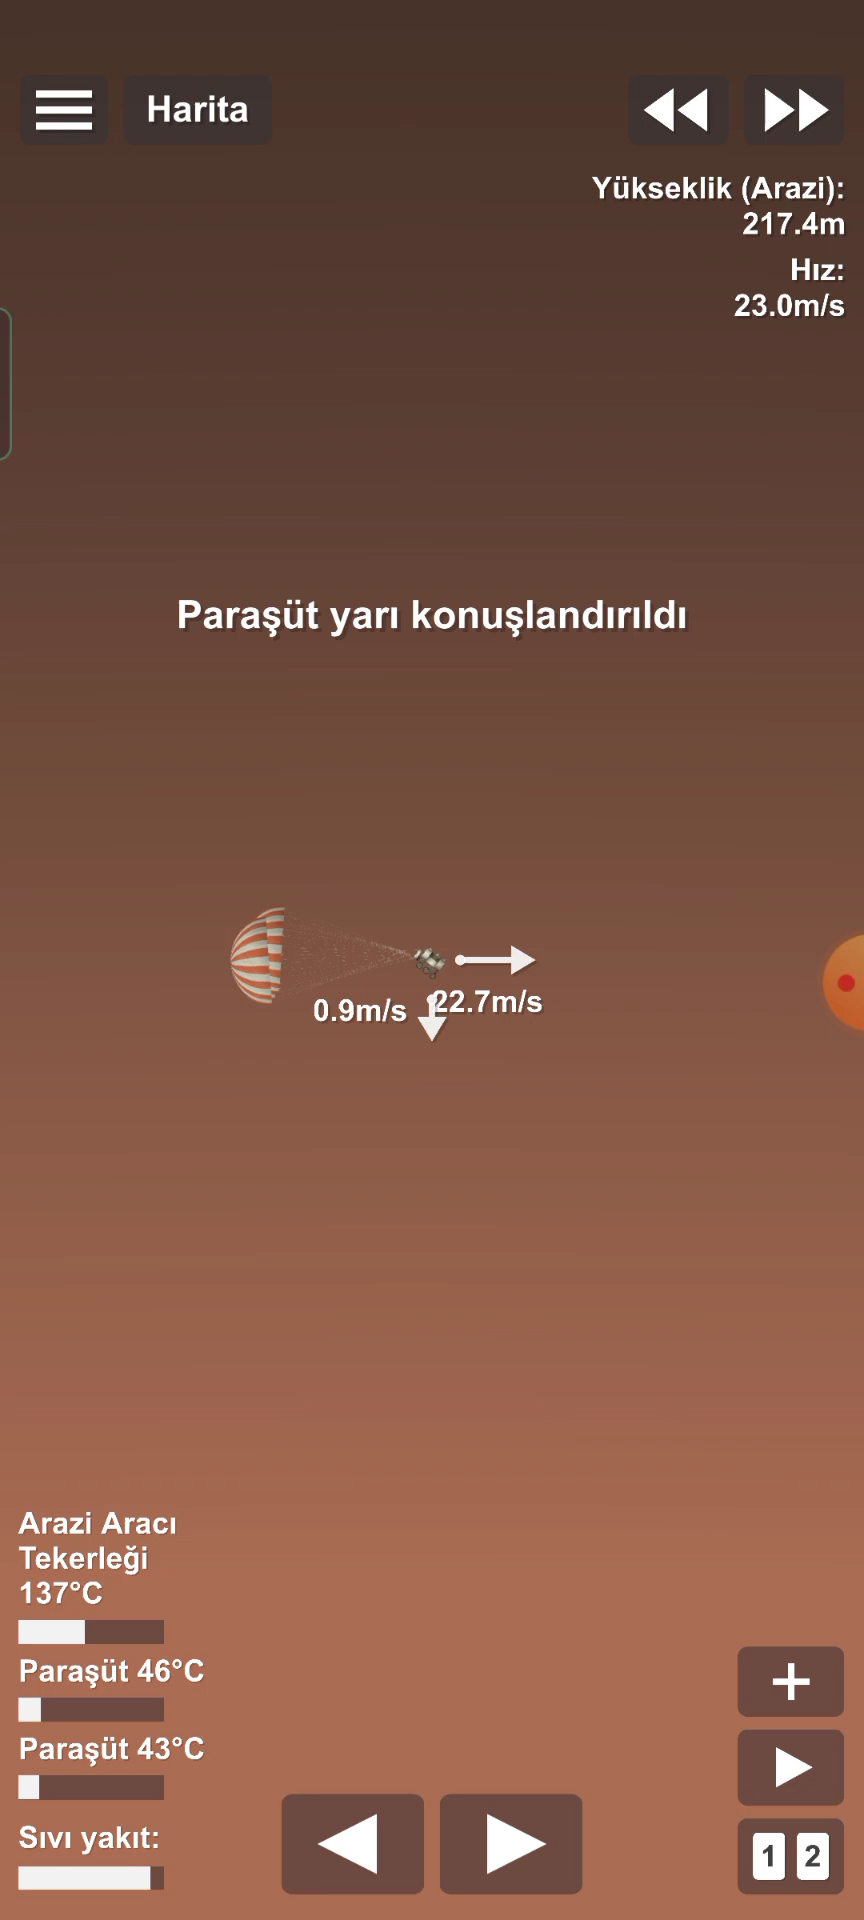 Harita
Yükseklik (Arazi):
217.4m
Hız:
23.0m/s
Paraşüt yarı konuşlandırıldı
0.9m/s
22.7m/s
Arazi Aracı
Tekerleği
137°C
Paraşüt 46°C
Paraşüt 43°C
Sıvı yakıt:
1 2